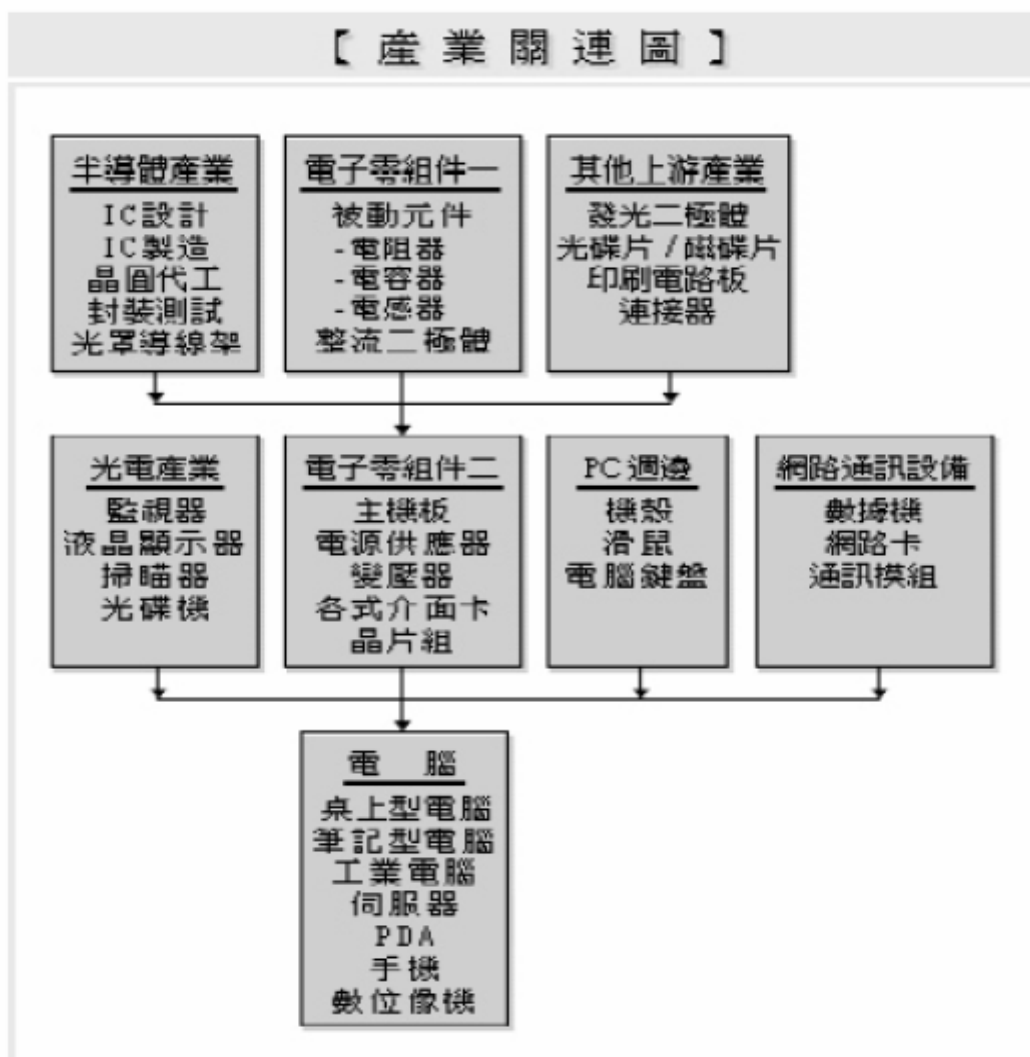 【產業關連圖】
半導體產業
IC設計
IC製造
晶圓代工
封裝測試
光罩導線架
電子零組件一
被動元件
-電阻器
-電容器
-電感器
整流二極體
其他上游產業
發光二極體
光碟片/磁碟片
印刷電路板
連接器
光電產業
監視器
液晶顯示器
掃瞄器
光碟機
電子零組件二
主機板
電源供應器
變壓器
各式介面卡
晶片組
PC週邊
機殼
滑鼠
電腦鍵盤
網路通訊設備
數據機
網路卡
通訊模組
電 腦
桌上型電腦
筆記型電腦
工業電腦
伺服器
PDA
手機
數位像機